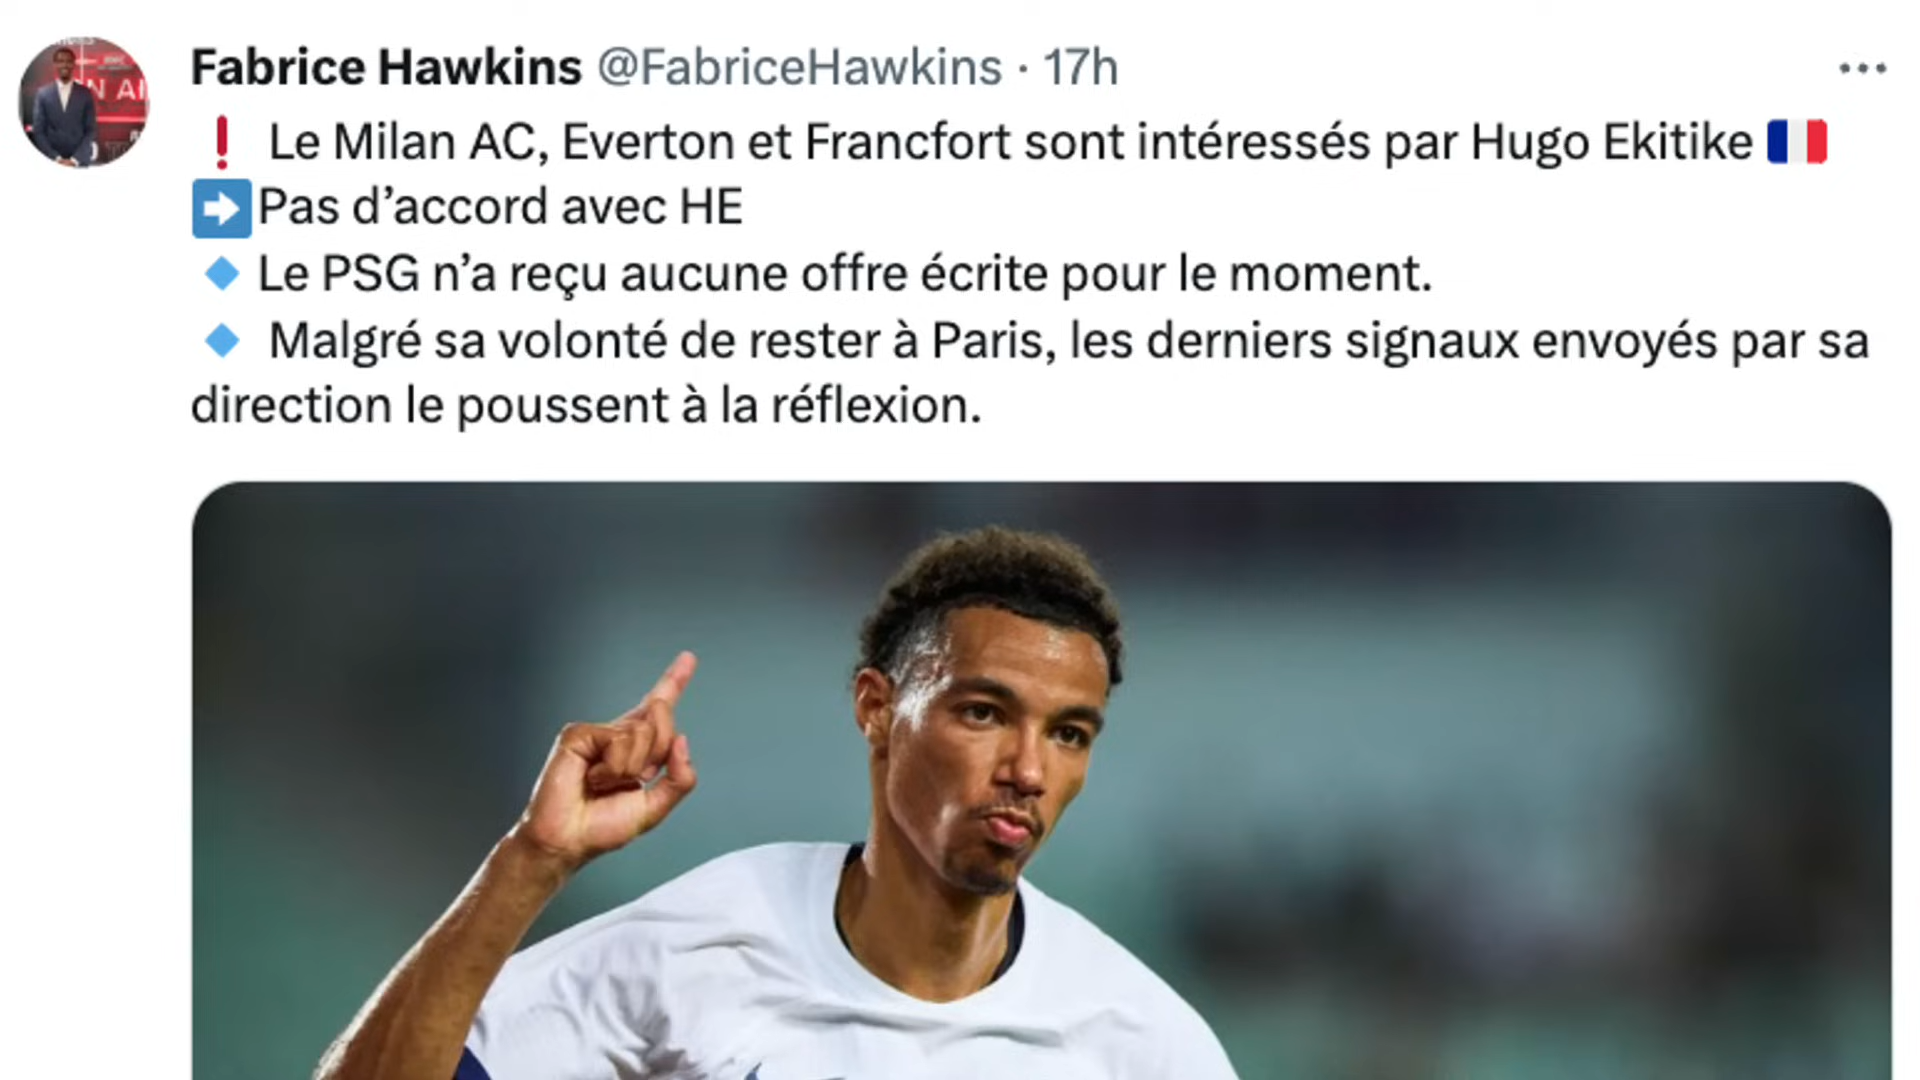 Fabrice Hawkins @FabriceHawkins · 17h
❗ Le Milan AC, Everton et Francfort sont intéressés par Hugo Ekitike 🇫🇷
➡️Pas d’accord avec HE
🔹Le PSG n’a reçu aucune offre écrite pour le moment.
🔹 Malgré sa volonté de rester à Paris, les derniers signaux envoyés par sa
direction le poussent à la réflexion.